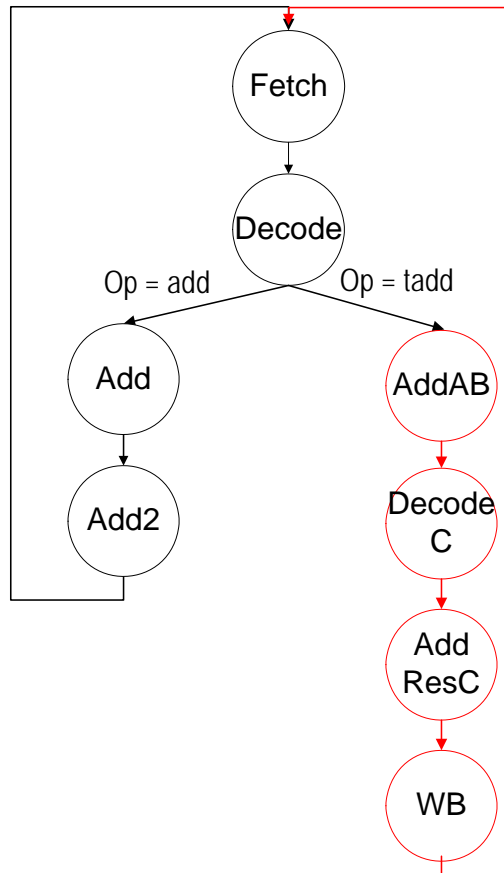 Fetch
Decode
Op = add
Op = tadd
Add
AddAB
Add2
Decode
C
Add
ResC
WB